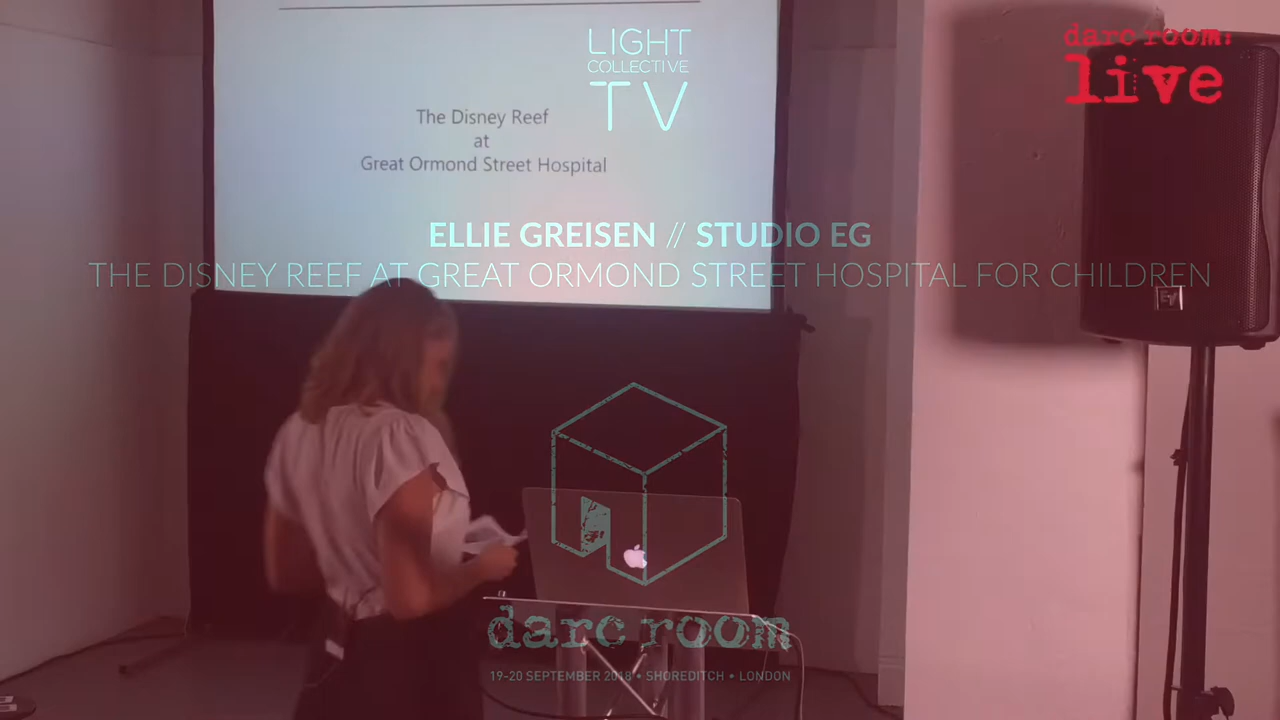 LIGHT
COLLECTIVE
TV
darc room:
live
The Disney Reef
at
Great Ormond Street Hospital
ELLIE GREISEN // STUDIO EG
THE DISNEY REEF AT GREAT ORMOND STREET HOSPITAL FOR CHILDREN
EV
darc room
19-20 SEPTEMBER 2018 • SHOREDITCH • LONDON